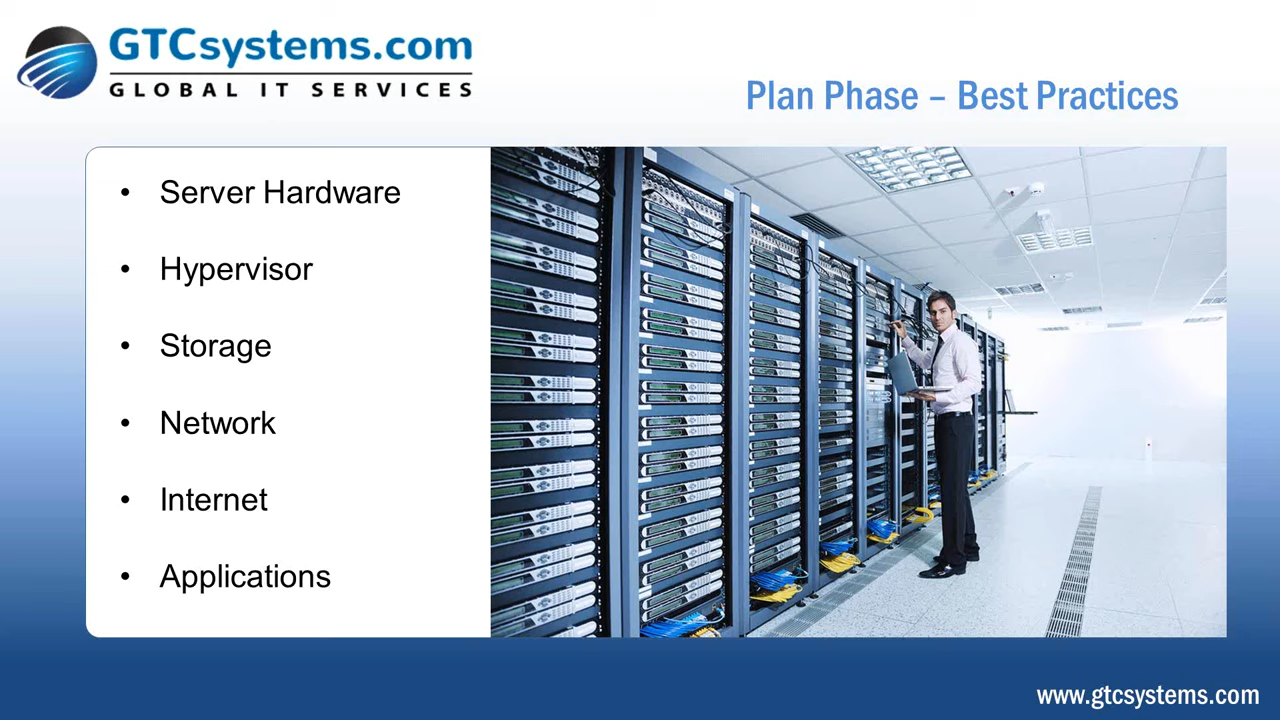 GTCsystems.com
GLOBAL IT SERVICES
Plan Phase – Best Practices
• Server Hardware
• Hypervisor
• Storage
• Network
• Internet
• Applications
www.gtcsystems.com